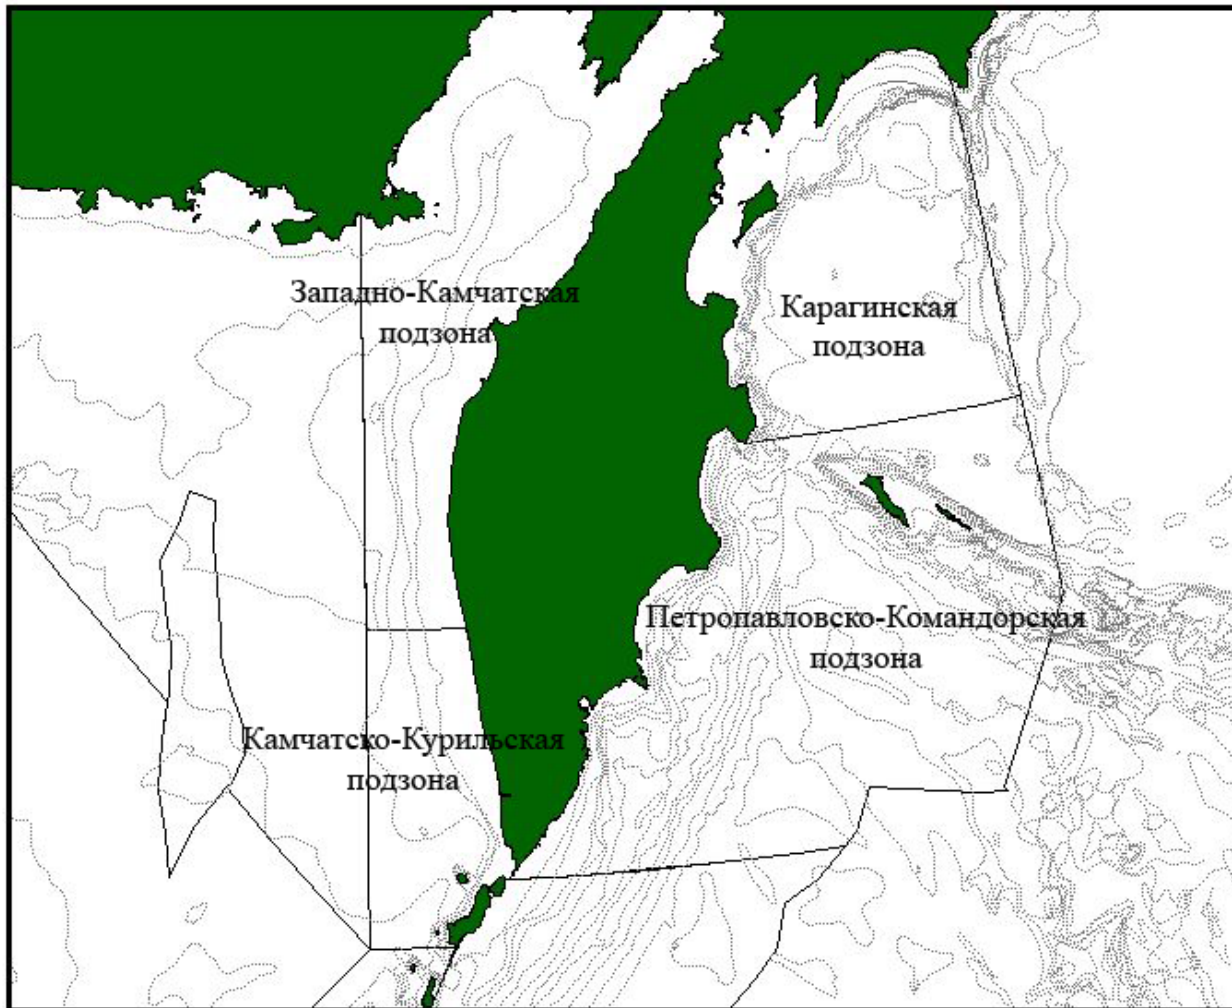 Западно-Камчатская
подзона
Карагинская
подзона
Петропавловско-Командорская
подзона
Камчатско-Курильская
подзона